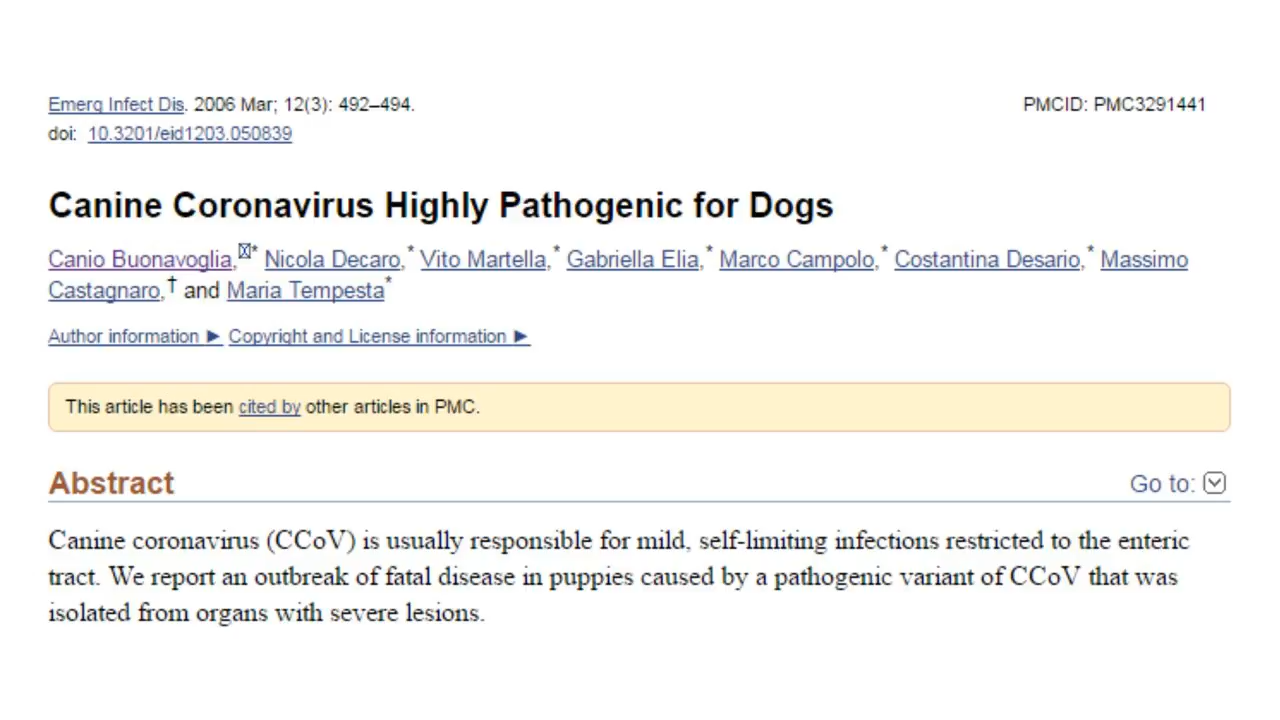 Emerg Infect Dis. 2006 Mar; 12(3): 492–494.
PMCID: PMC3291441
doi: 10.3201/eid1203.050839
Canine Coronavirus Highly Pathogenic for Dogs
Canio Buonavoglia,* Nicola Decaro,* Vito Martella,* Gabriella Elia,* Marco Campolo,* Costantina Desario,* Massimo
Castagnaro,† and Maria Tempesta*
Author information ► Copyright and License information ►
This article has been cited by other articles in PMC.
Abstract
Go to:
Canine coronavirus (CCoV) is usually responsible for mild, self-limiting infections restricted to the enteric
tract. We report an outbreak of fatal disease in puppies caused by a pathogenic variant of CCoV that was
isolated from organs with severe lesions.